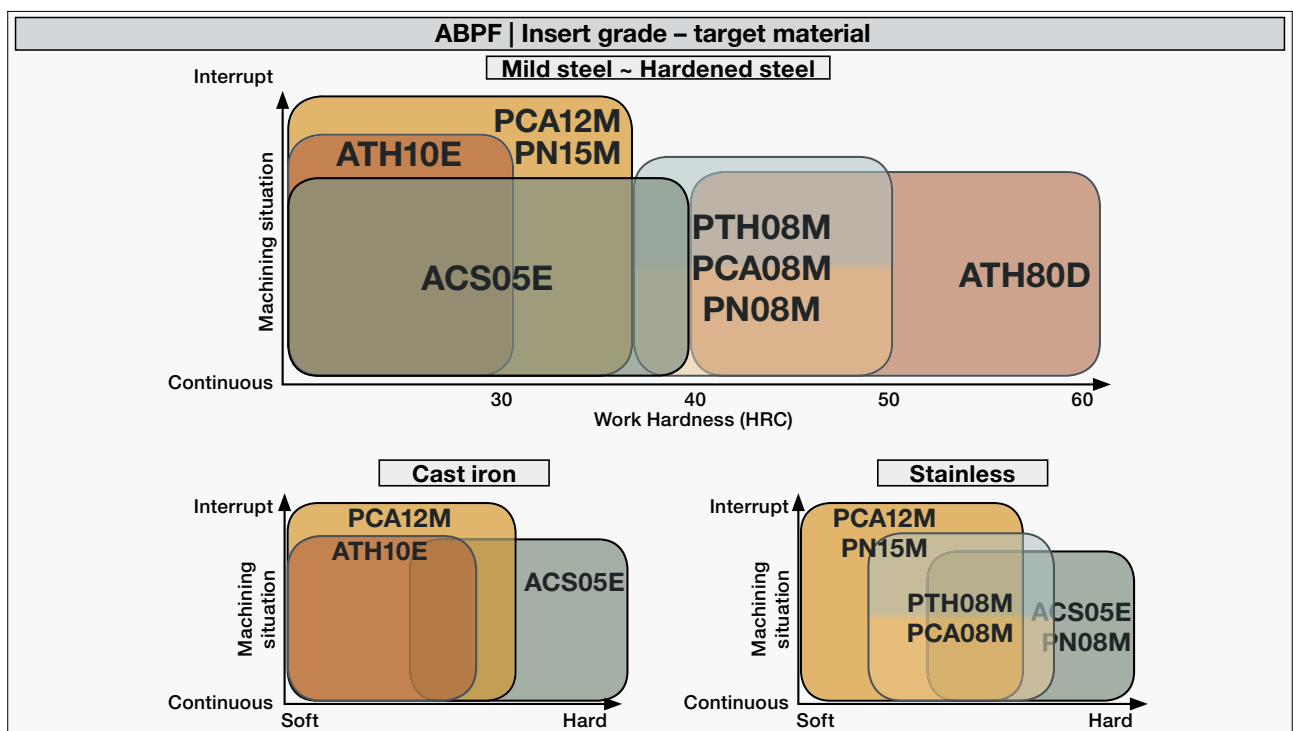 ABPF | Insert grade – target material
Mild steel ~ Hardened steel
Interrupt
Machining situation
Continuous
PCA12M
PN15M
ATH10E
ACS05E
PTH08M
PCA08M
PN08M
ATH80D
30 40 50 60
Work Hardness (HRC)
Cast iron
Interrupt
Machining
situation
Continuous
PCA12M
ATH10E
ACS05E
Soft Hard
Stainless
Interrupt
Machining
situation
Continuous
PCA12M
PN15M
PTH08M
PCA08M
ACS05E
PN08M
Soft Hard